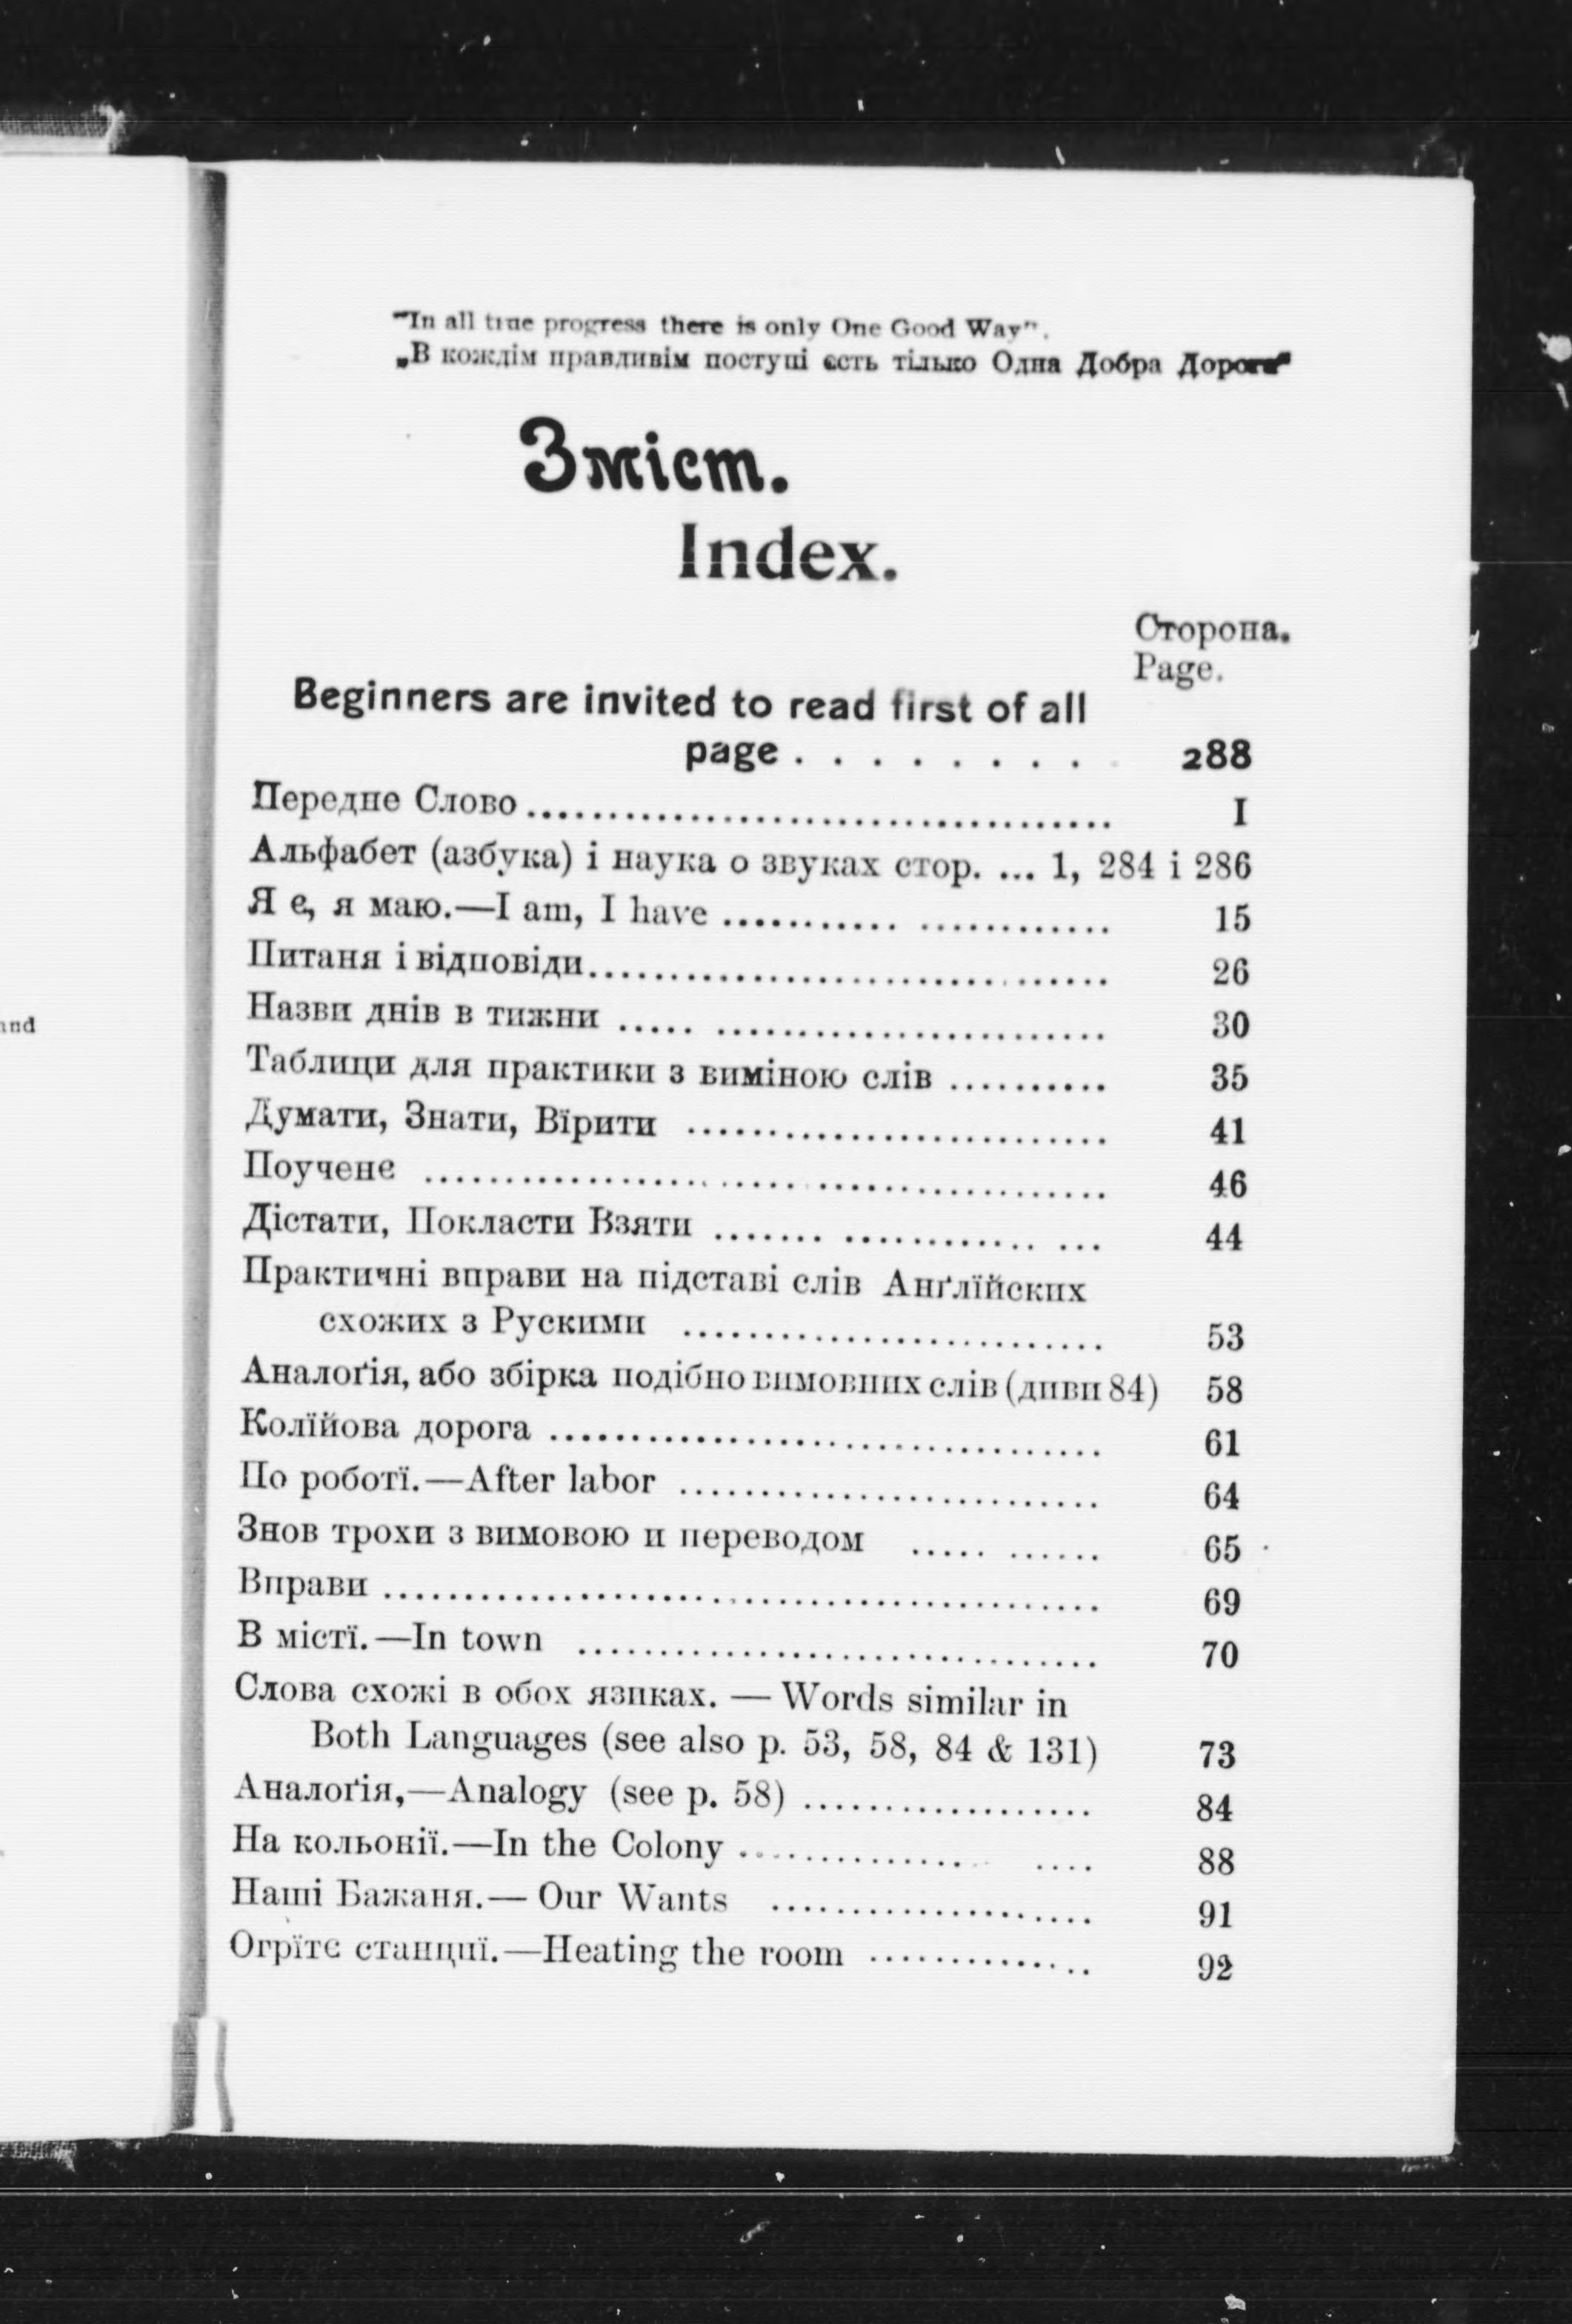 "In all true progress there is only One Good Way".
„В кождім правдивім поступі єсть тілько Одна Добра Дорога"
Зміст.
Index.
Сторона.
Page.
Beginners are invited to read first of all
page . . . . . . . . 288
Передне Слово ........................ I
Альфабет (азбука) і наука о звуках стор. ... 1, 284 і 286
Я є, я маю.—I am, I have ........................ 15
Питаня і відповіди........................ 26
Назви днів в тижни ........................ 30
Таблици для практики з виміною слів .......... 35
Думати, Знати, Вїрити ........................ 41
Поученє ........................ 46
Дістати, Покласти Взяти ........................ 44
Практичні вправи на підставі слів Анґлїйских
схожих з Рускими ........................ 53
Аналоґія, або збірка подібно вимовних слів (диви 84) 58
Колїйова дорога ........................ 61
По роботї.—After labor ........................ 64
Знов трохи з вимовою и переводом ........... 65
Вправи ........................ 69
В містї.—In town ........................ 70
Слова схожі в обох язиках. — Words similar in
Both Languages (see also p. 53, 58, 84 & 131) 73
Аналоґія,—Analogy (see p. 58) .................. 84
На кольонії.—In the Colony .................. 88
Наші Бажаня.— Our Wants .................... 91
Огрїтє станциї.—Heating the room .............. 92